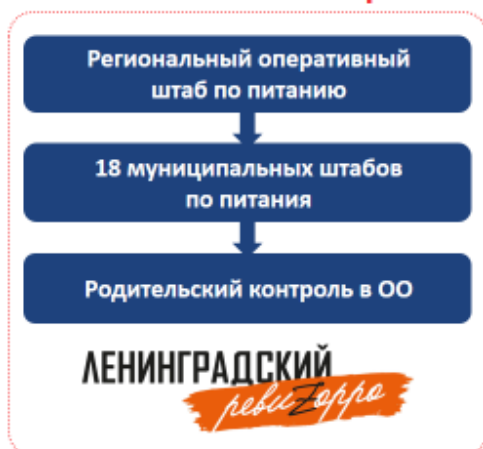 Региональный оперативный
штаб по питанию
18 муниципальных штабов
по питания
Родительский контроль в ОО
ЛЕНИНГРАДСКИЙ
ревиZорро